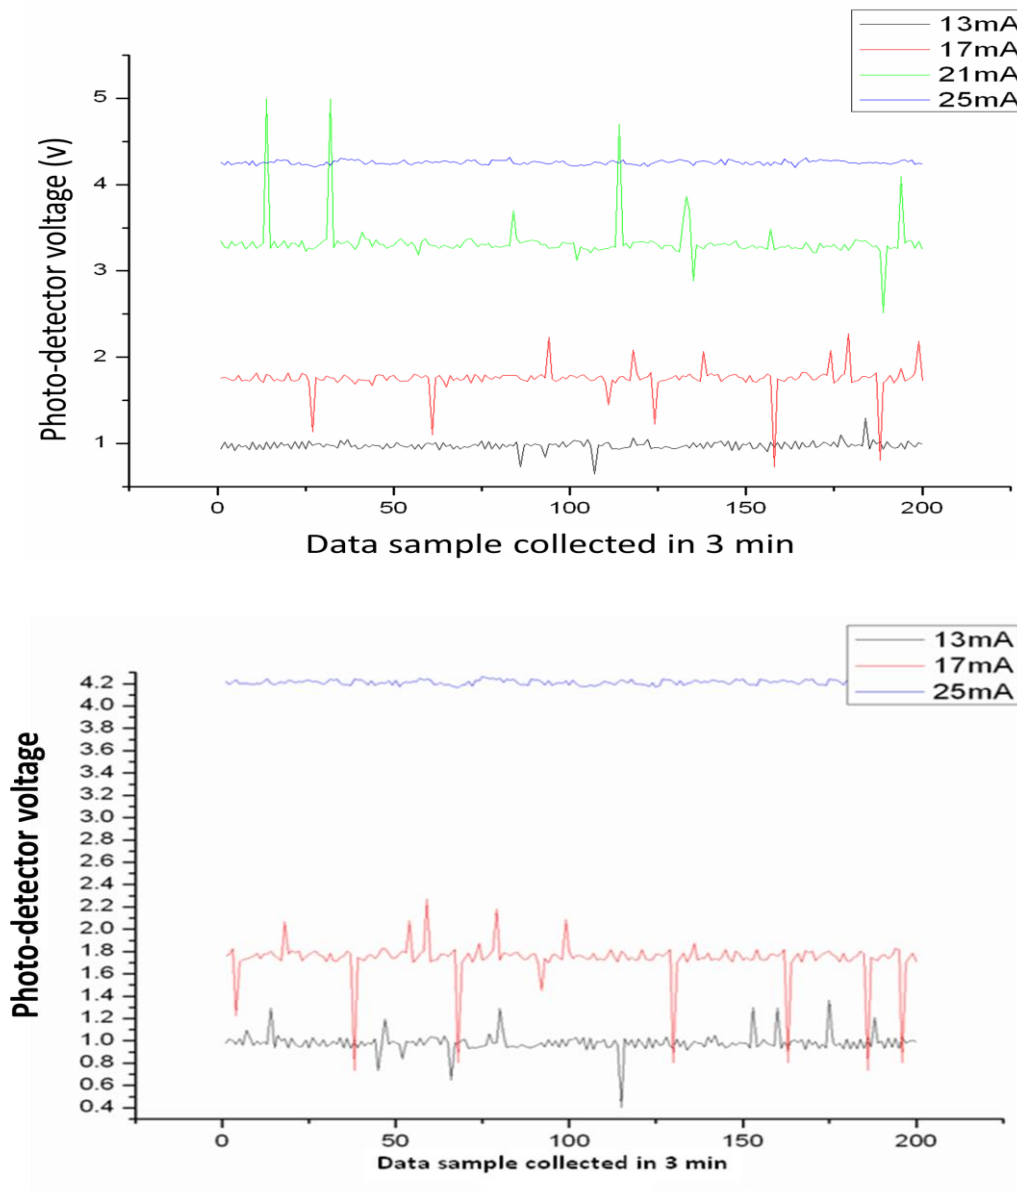 13mA
17mA
21mA
25mA
Photo-detector voltage (v)
5
4
3
2
1
0 50 100 150 200
Data sample collected in 3 min
13mA
17mA
25mA
Photo-detector voltage
4.2
4.0
3.8
3.6
3.4
3.2
3.0
2.8
2.6
2.4
2.2
2.0
1.8
1.6
1.4
1.2
1.0
0.8
0.6
0.4
0 50 100 150 200
Data sample collected in 3 min